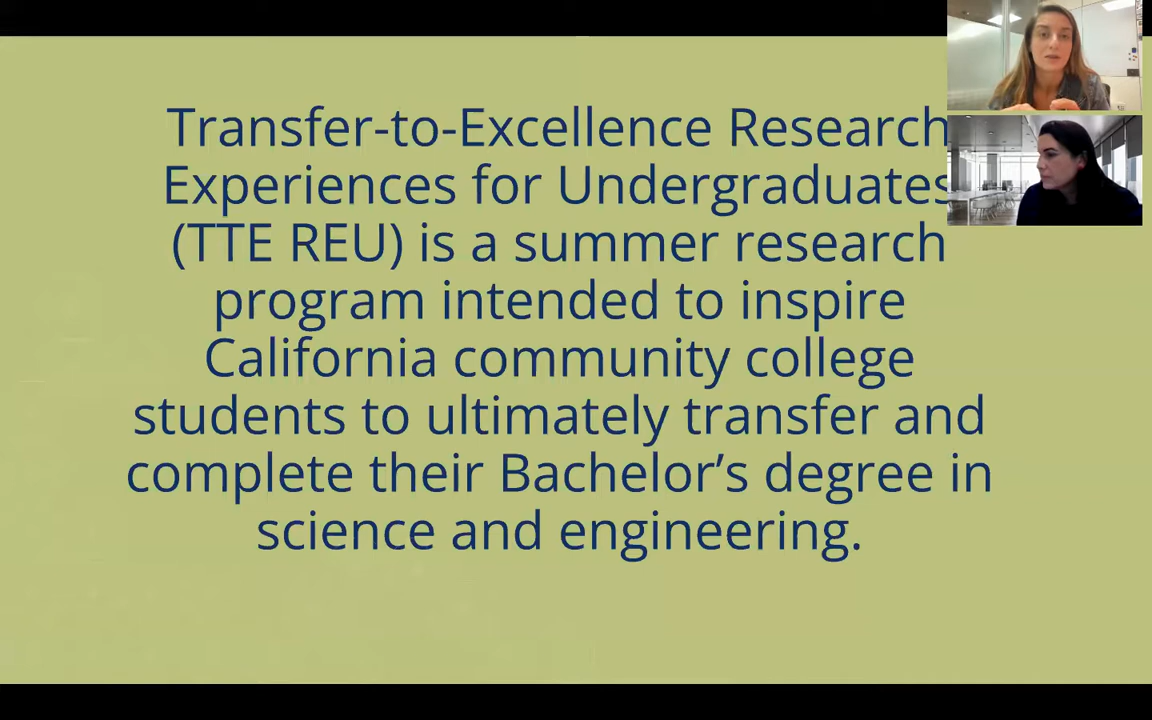 Transfer-to-Excellence Research
Experiences for Undergraduates
(TTE REU) is a summer research
program intended to inspire
California community college
students to ultimately transfer and
complete their Bachelor’s degree in
science and engineering.